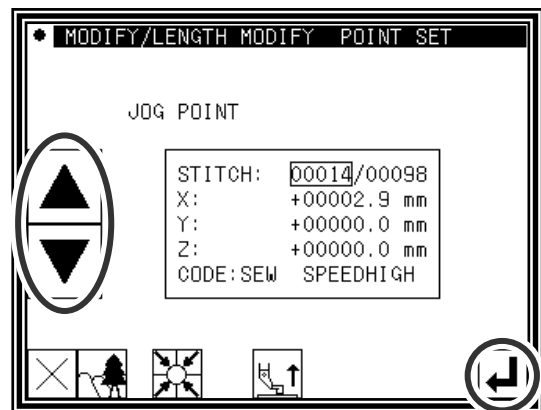 MODIFY/LENGTH MODIFY POINT SET
JOG POINT
STITCH: 00014/00098
X: +00002.9 mm
Y: +00000.0 mm
Z: +00000.0 mm
CODE:SEW SPEEDHIGH